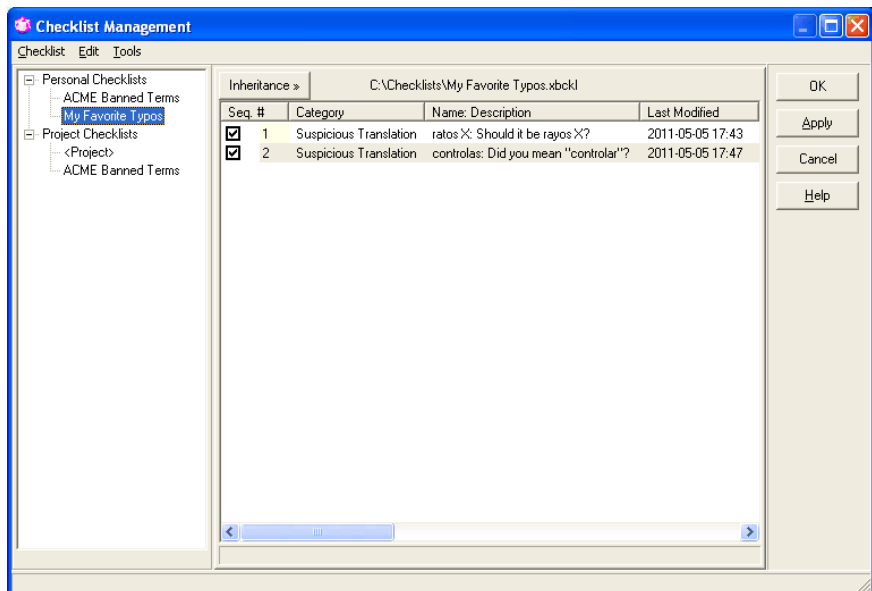 Checklist Management
Checklist Edit Tools
Personal Checklists
ACME Banned Terms
My Favorite Typos
Project Checklists
<Project>
ACME Banned Terms
Inheritance » C:\Checklists\My Favorite Typos.xbckl
Seq. # Category Name: Description Last Modified
1 Suspicious Translation ratos X: Should it be rayos X? 2011-05-05 17:43
2 Suspicious Translation controlas: Did you mean "controlar"? 2011-05-05 17:47
OK
Apply
Cancel
Help